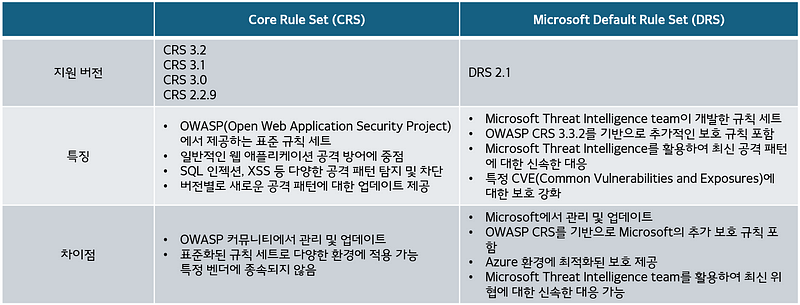 Core Rule Set (CRS)
Microsoft Default Rule Set (DRS)
지원 버전
CRS 3.2
CRS 3.1
CRS 3.0
CRS 2.2.9
DRS 2.1
특징
• OWASP(Open Web Application Security Project)
에서 제공하는 표준 규칙 세트
• 일반적인 웹 애플리케이션 공격 방어에 중점
• SQL 인젝션, XSS 등 다양한 공격 패턴 탐지 및 차단
• 버전별로 새로운 공격 패턴에 대한 업데이트 제공
• Microsoft Threat Intelligence team이 개발한 규칙 세트
• OWASP CRS 3.3.2를 기반으로 추가적인 보호 규칙 포함
• Microsoft Threat Intelligence를 활용하여 최신 공격 패턴
에 대한 신속한 대응
• 특정 CVE(Common Vulnerabilities and Exposures)에
대한 보호 강화
차이점
• OWASP 커뮤니티에서 관리 및 업데이트
• 표준화된 규칙 세트로 다양한 환경에 적용 가능
특정 벤더에 종속되지 않음
• Microsoft에서 관리 및 업데이트
• OWASP CRS를 기반으로 Microsoft의 추가 보호 규칙 포
함
• Azure 환경에 최적화된 보호 제공
• Microsoft Threat Intelligence team를 활용하여 최신 위
협에 대한 신속한 대응 가능